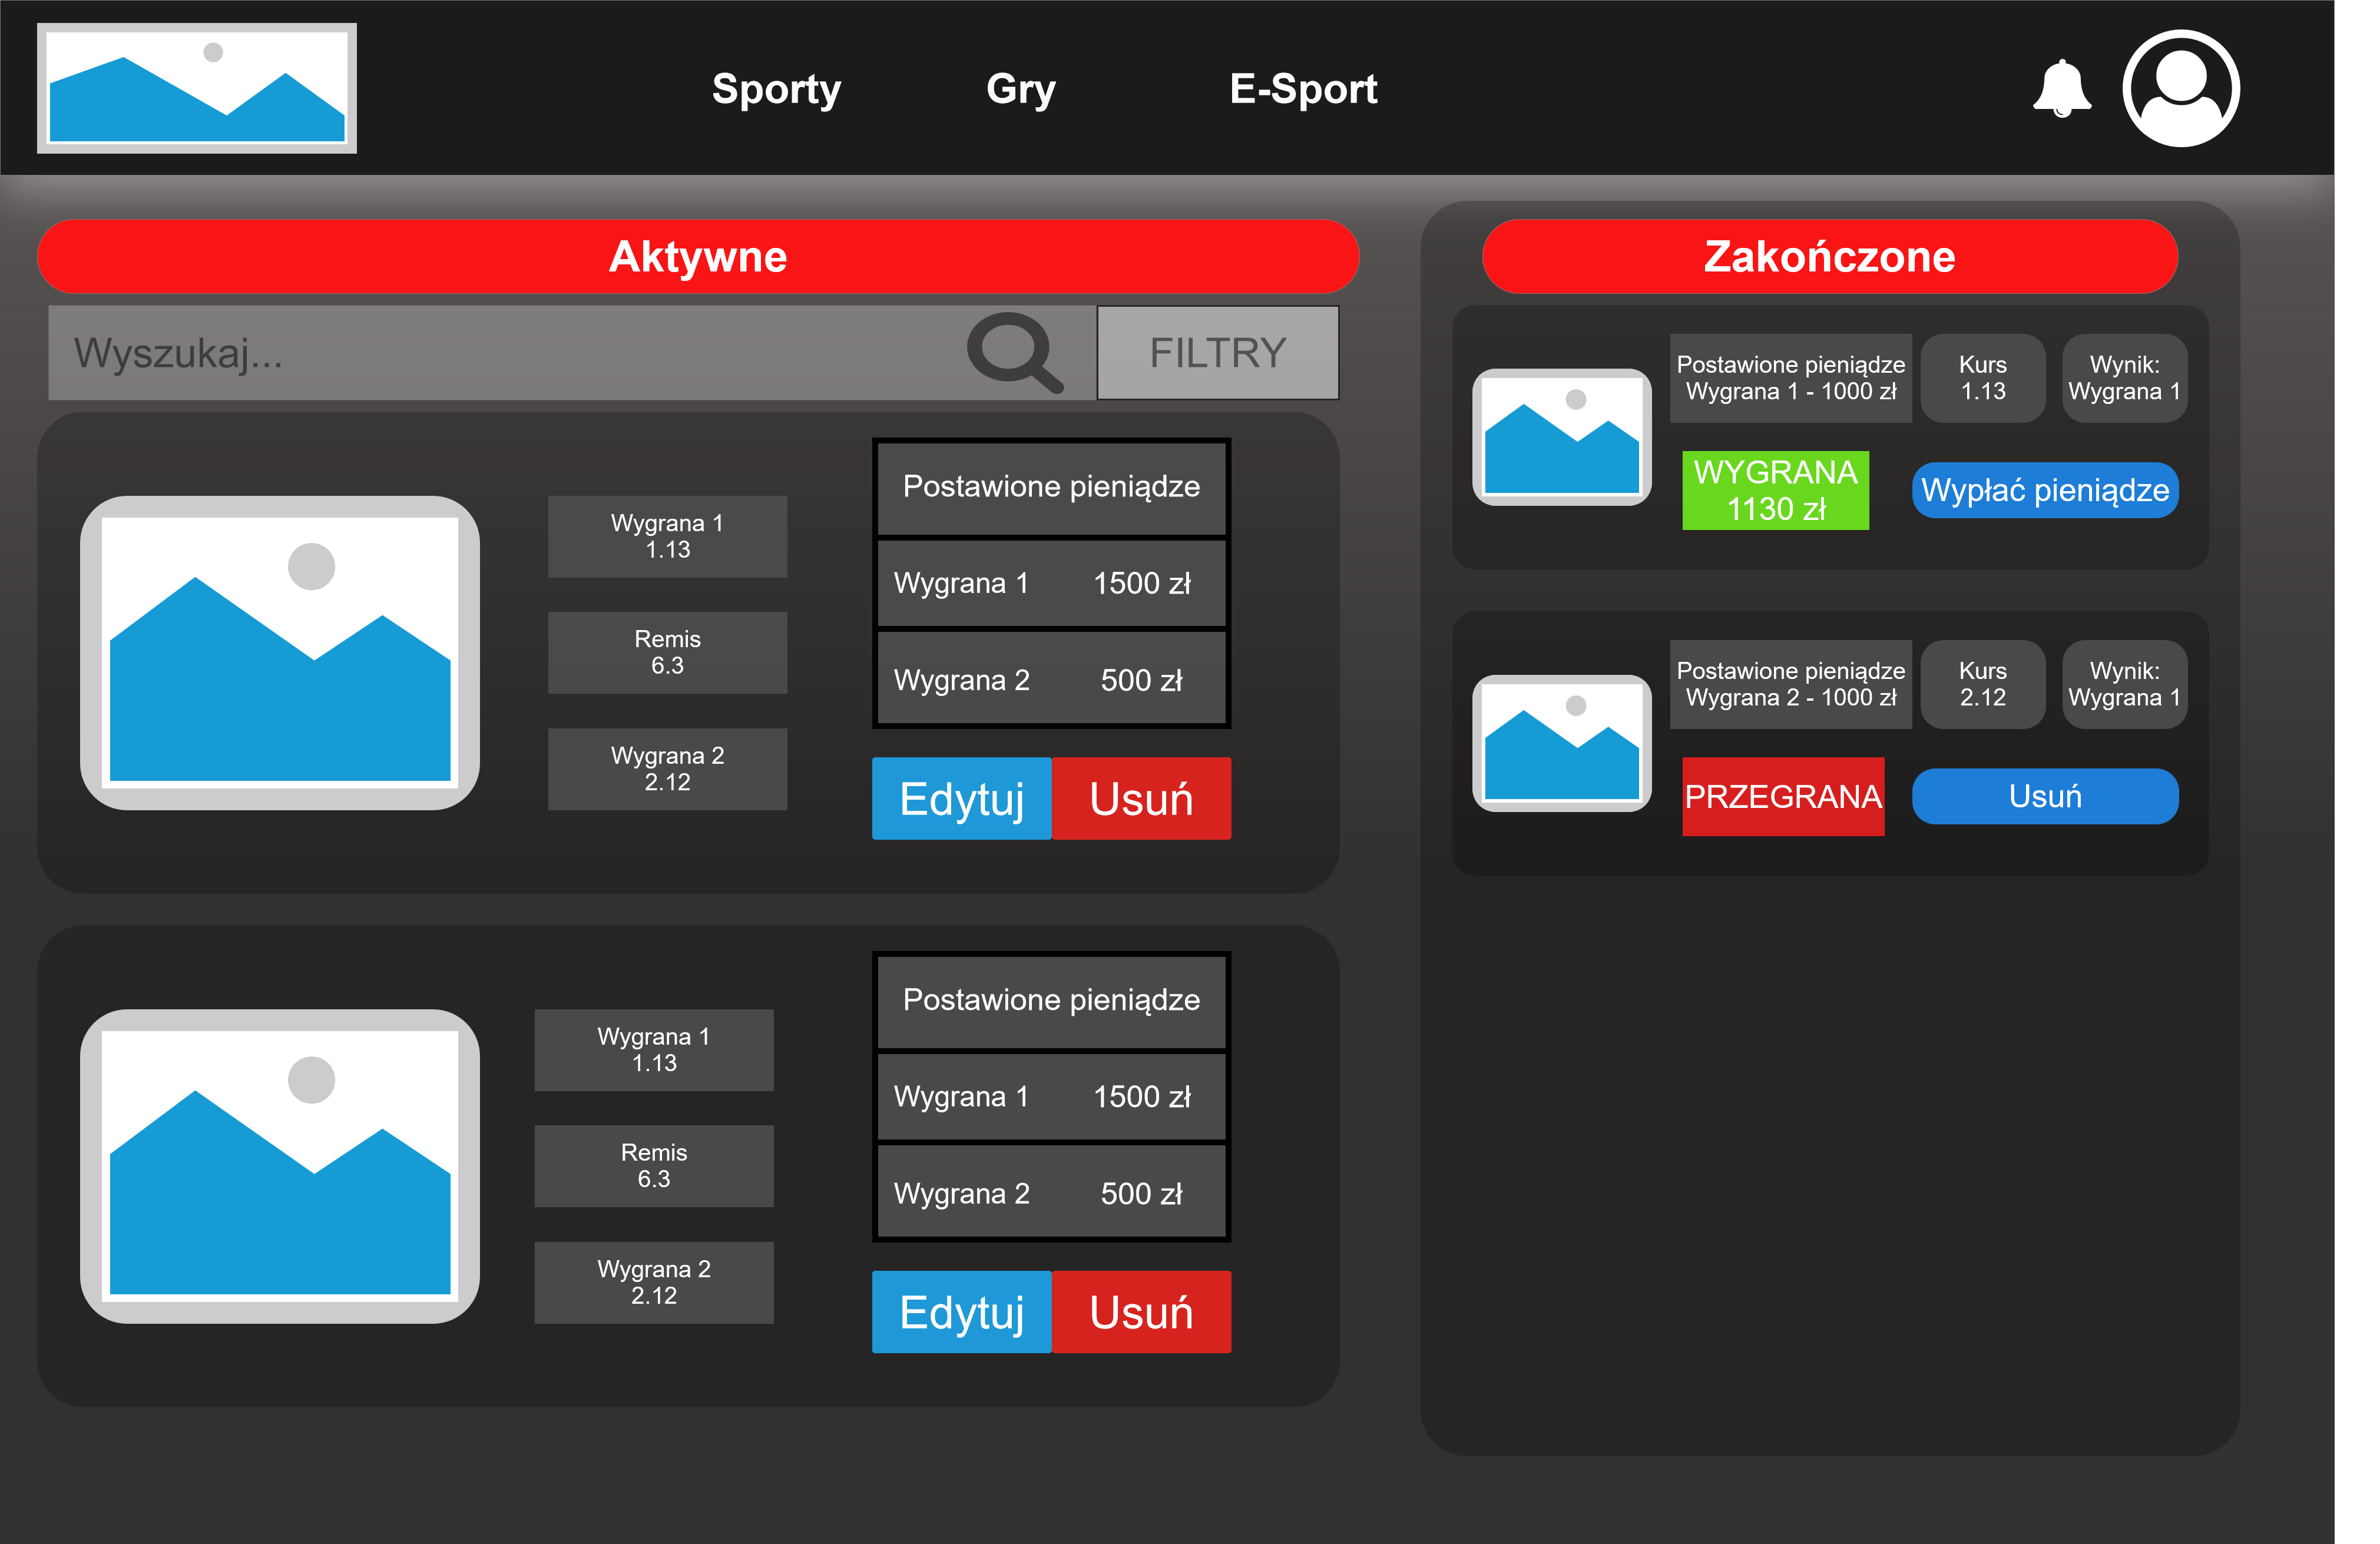 Sporty
Gry
E-Sport
Aktywne
Wyszukaj...
FILTRY
Wygrana 1
1.13
Remis
6.3
Wygrana 2
2.12
Postawione pieniądze
Wygrana 1 1500 zł
Wygrana 2 500 zł
Edytuj
Usuń
Wygrana 1
1.13
Remis
6.3
Wygrana 2
2.12
Postawione pieniądze
Wygrana 1 1500 zł
Wygrana 2 500 zł
Edytuj
Usuń
Zakończone
Postawione pieniądze
Wygrana 1 - 1000 zł
Kurs
1.13
Wynik:
Wygrana 1
WYGRANA
1130 zł
Wypłać pieniądze
Postawione pieniądze
Wygrana 2 - 1000 zł
Kurs
2.12
Wynik:
Wygrana 1
PRZEGRANA
Usuń